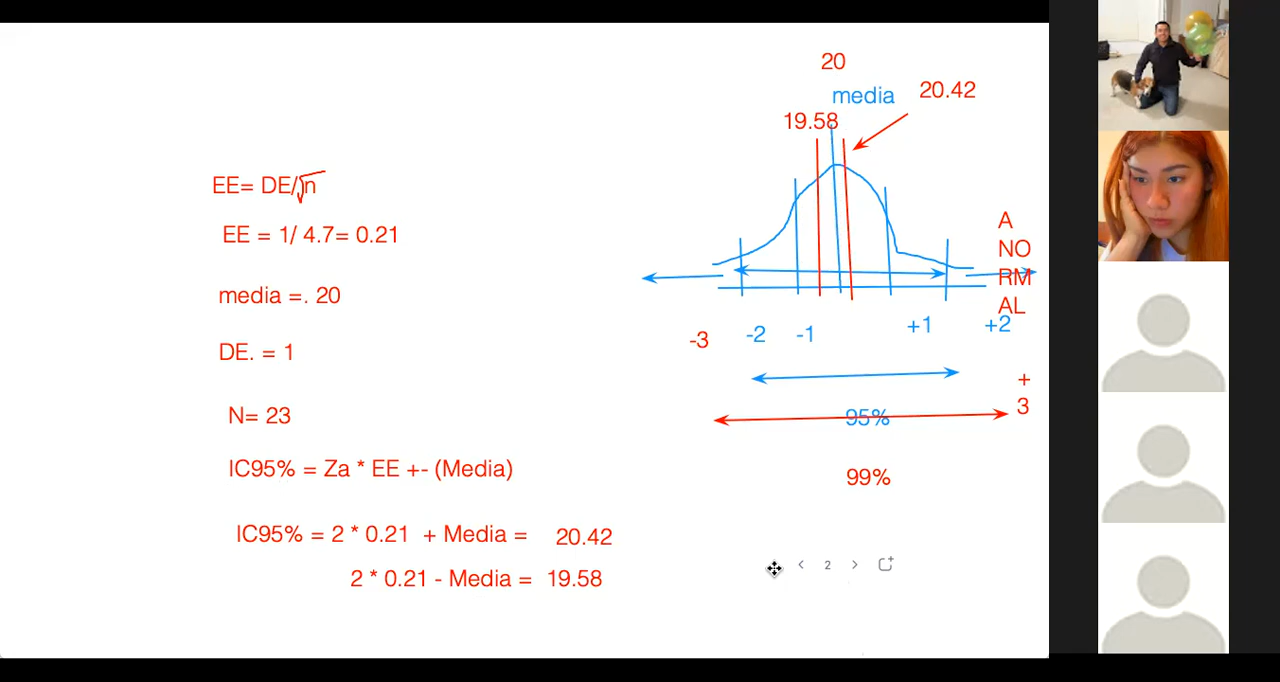 EE= DE/√n
EE = 1/ 4.7= 0.21
media =. 20
DE. = 1
N= 23
IC95% = Za * EE +- (Media)
IC95% = 2 * 0.21 + Media = 20.42
2 * 0.21 - Media = 19.58
20
media
20.42
19.58
A
NO
RM
AL
-3
-2
-1
+1
+2
+
3
95%
99%
2